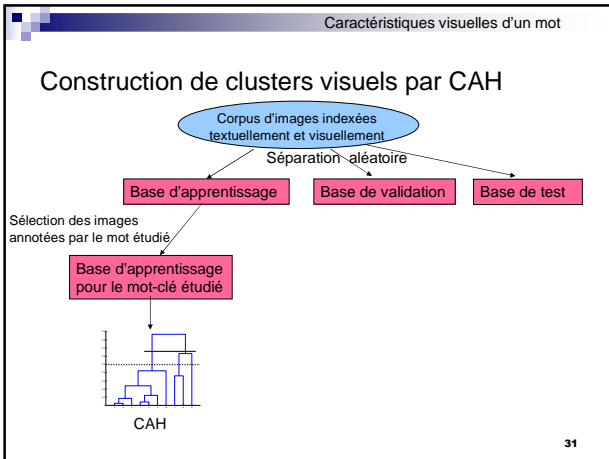 Caractéristiques visuelles d'un mot
Construction de clusters visuels par CAH
Corpus d'images indexées
textuellement et visuellement
Séparation aléatoire
Base d'apprentissage
Base de validation
Base de test
Sélection des images
annotées par le mot étudié
Base d'apprentissage
pour le mot-clé étudié
CAH
31